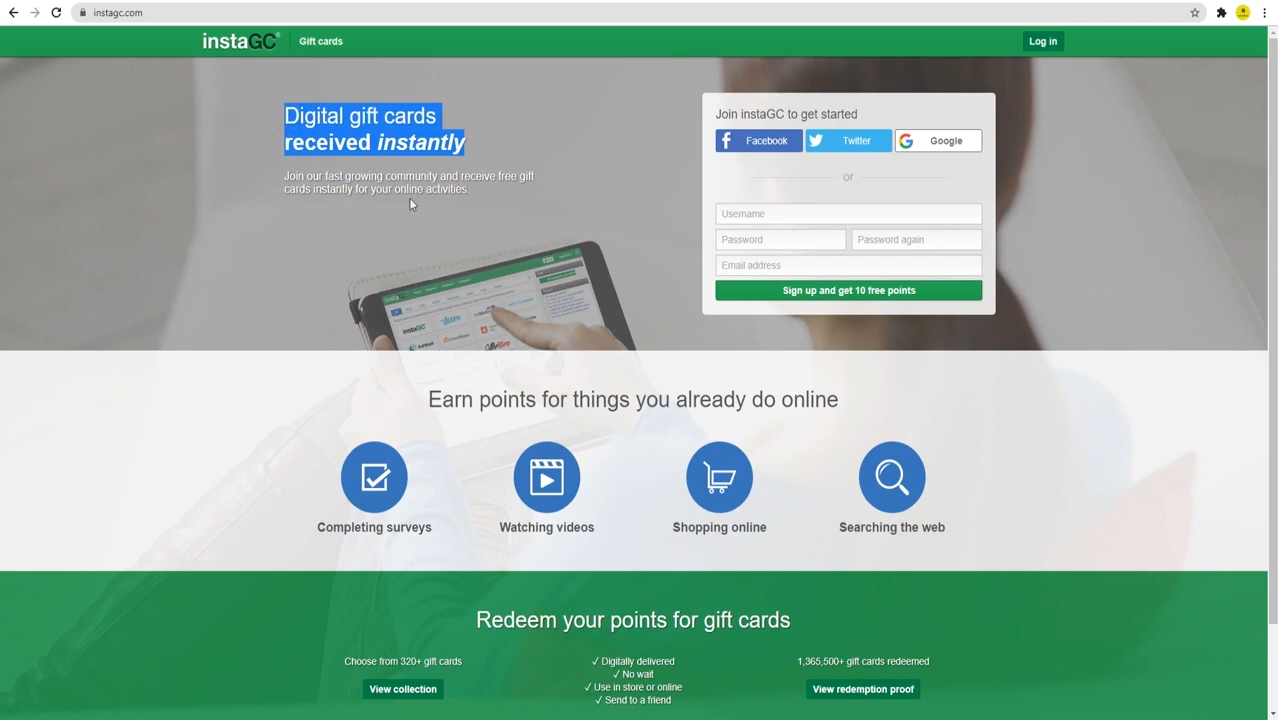 instagc.com
instaGC®
Gift cards
Log in
Digital gift cards
received instantly
Join our fast growing community and receive free gift
cards instantly for your online activities.
Join instaGC to get started
Facebook
Twitter
Google
or
Username
Password
Password again
Email address
Sign up and get 10 free points
instaGC
Earn points for things you already do online
Completing surveys
Watching videos
Shopping online
Searching the web
Redeem your points for gift cards
Choose from 320+ gift cards
View collection
✓ Digitally delivered
✓ No wait
✓ Use in store or online
✓ Send to a friend
1,365,500+ gift cards redeemed
View redemption proof